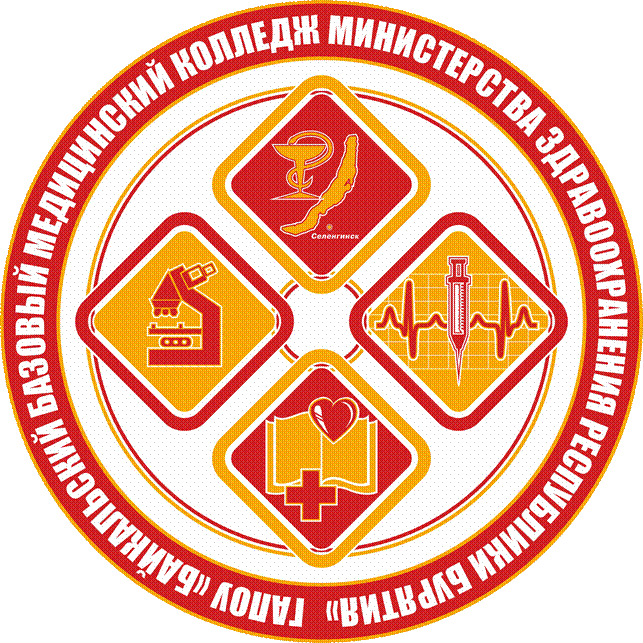 ГАПОУ «БАЙКАЛЬСКИЙ БАЗОВЫЙ МЕДИЦИНСКИЙ КОЛЛЕДЖ МИНИСТЕРСТВА ЗДРАВООХРАНЕНИЯ РЕСПУБЛИКИ БУРЯТИЯ»
Селенгинск